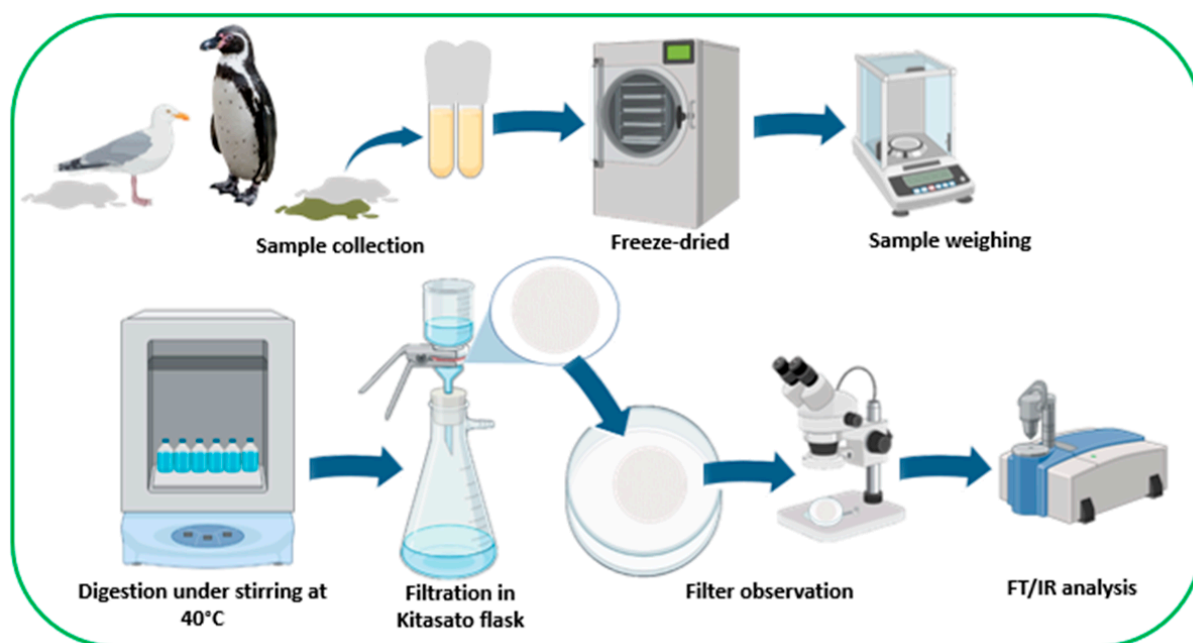 Sample collection
Freeze-dried
Sample weighing
Digestion under stirring at
40°C
Filtration in
Kitasato flask
Filter observation
FT/IR analysis